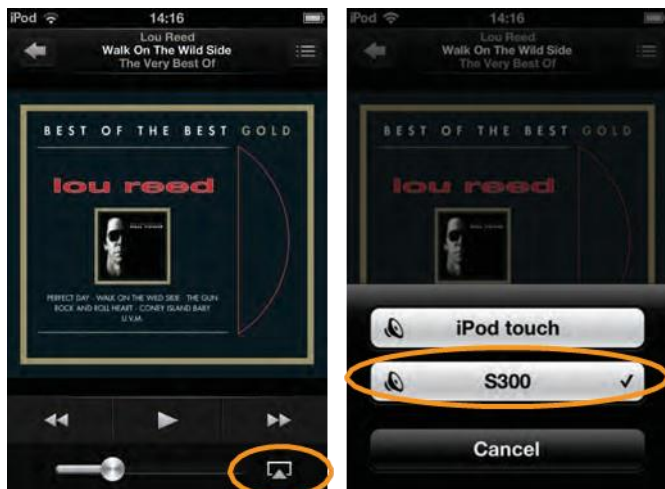 iPod 14:16
Lou Reed
Walk On The Wild Side
The Very Best Of
BEST OF THE BEST GOLD
lou reed
PERFECT DAY · WALK ON THE WILD SIDE · THE GUN
ROCK AND ROLL HEART · CONEY ISLAND BABY
U.V.M.
iPod 14:16
Lou Reed
Walk On The Wild Side
The Very Best Of
BEST OF THE BEST GOLD
lou reed
iPod touch
S300
Cancel